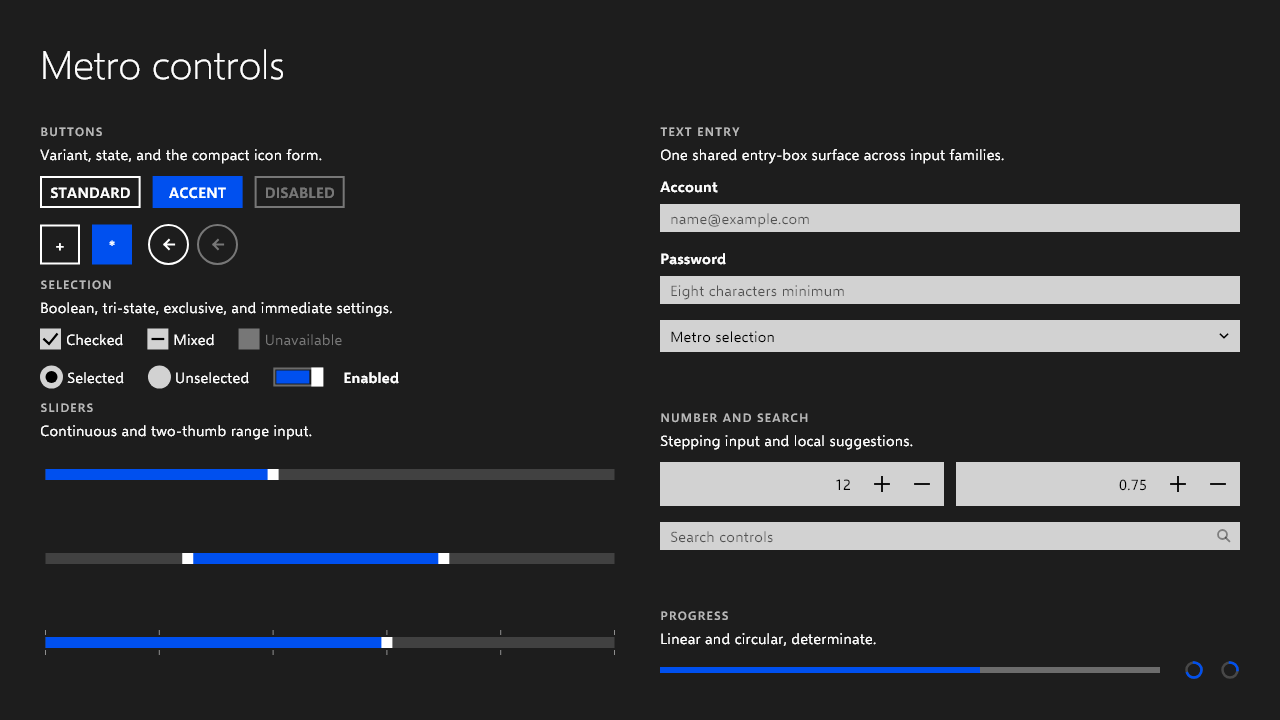 Metro controls
BUTTONS
Variant, state, and the compact icon form.
STANDARD ACCENT DISABLED
+ *
SELECTION
Boolean, tri-state, exclusive, and immediate settings.
Checked Mixed Unavailable
Selected Unselected Enabled
SLIDERS
Continuous and two-thumb range input.
TEXT ENTRY
One shared entry-box surface across input families.
Account
name@example.com
Password
Eight characters minimum
Metro selection
NUMBER AND SEARCH
Stepping input and local suggestions.
12 + − 0.75 + −
Search controls
PROGRESS
Linear and circular, determinate.